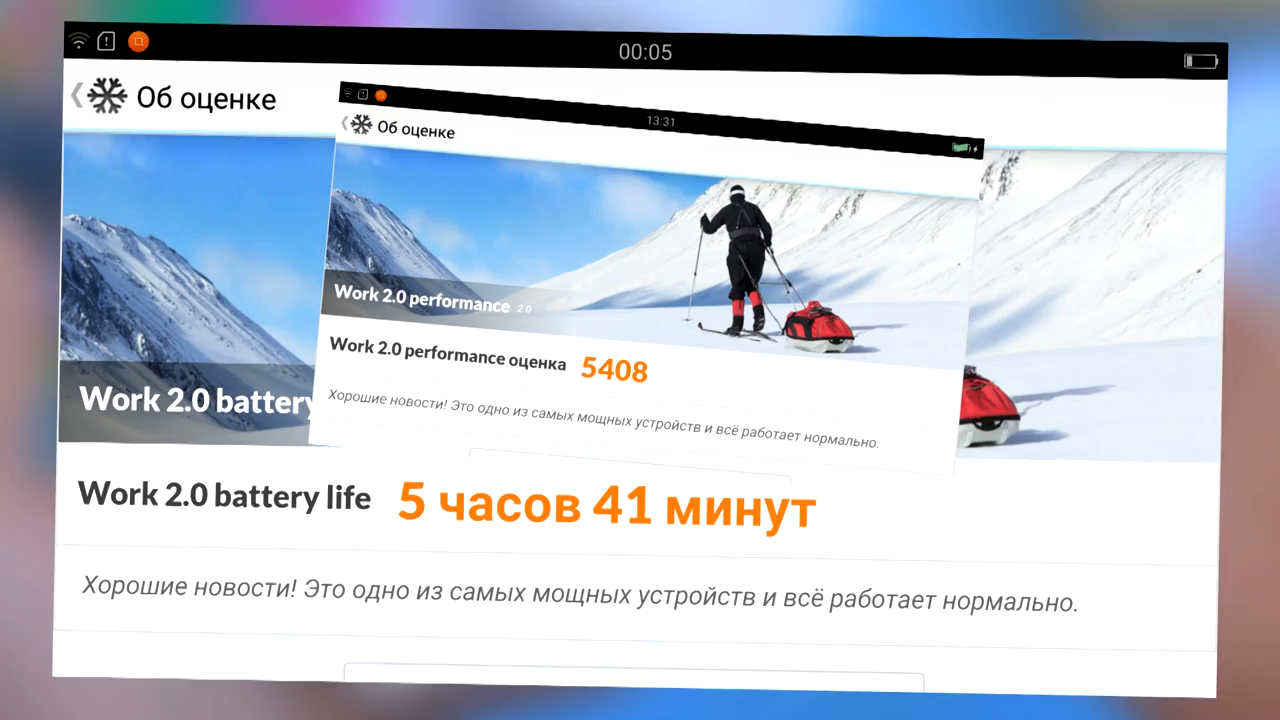 00:05
Об оценке
13:31
Об оценке
Work 2.0 performance 2.0
Work 2.0 performance оценка 5408
Хорошие новости! Это одно из самых мощных устройств и всё работает нормально.
Work 2.0 battery
Work 2.0 battery life 5 часов 41 минут
Хорошие новости! Это одно из самых мощных устройств и всё работает нормально.